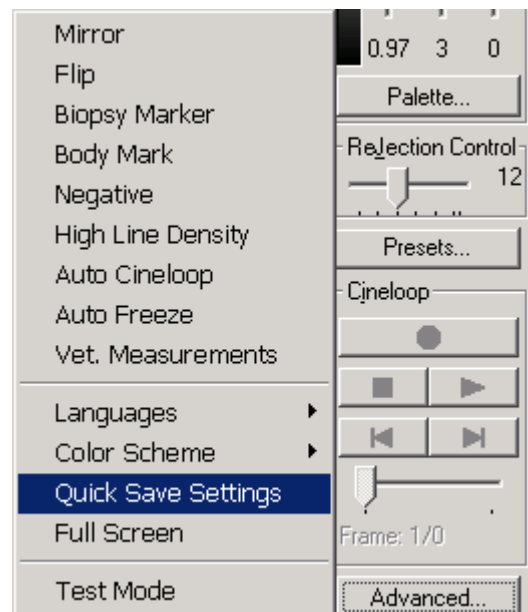 Mirror
Flip
Biopsy Marker
Body Mark
Negative
High Line Density
Auto Cineloop
Auto Freeze
Vet. Measurements
Languages
Color Scheme
Quick Save Settings
Full Screen
Test Mode
0.97 3 0
Palette...
ReJection Control
12
Presets...
Cineloop
Frame: 1/0
Advanced...